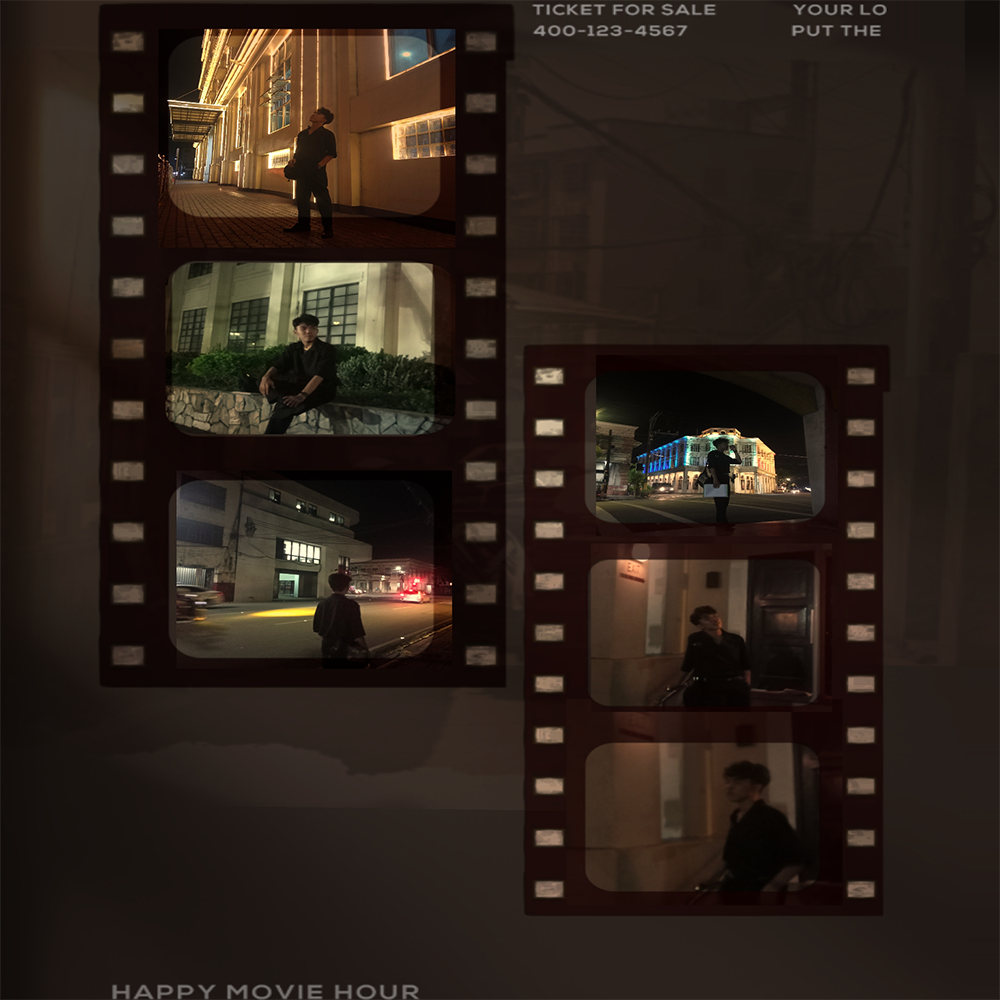 TICKET FOR SALE
400-123-4567
YOUR LO
PUT THE
HAPPY MOVIE HOUR